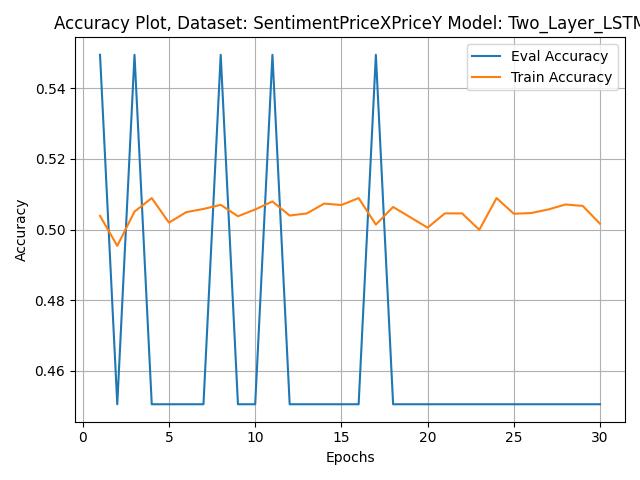 Accuracy Plot, Dataset: SentimentPriceXPriceY Model: Two_Layer_LSTM
Eval Accuracy
Train Accuracy
Accuracy
0.54
0.52
0.50
0.48
0.46
0
5
10
15
20
25
30
Epochs